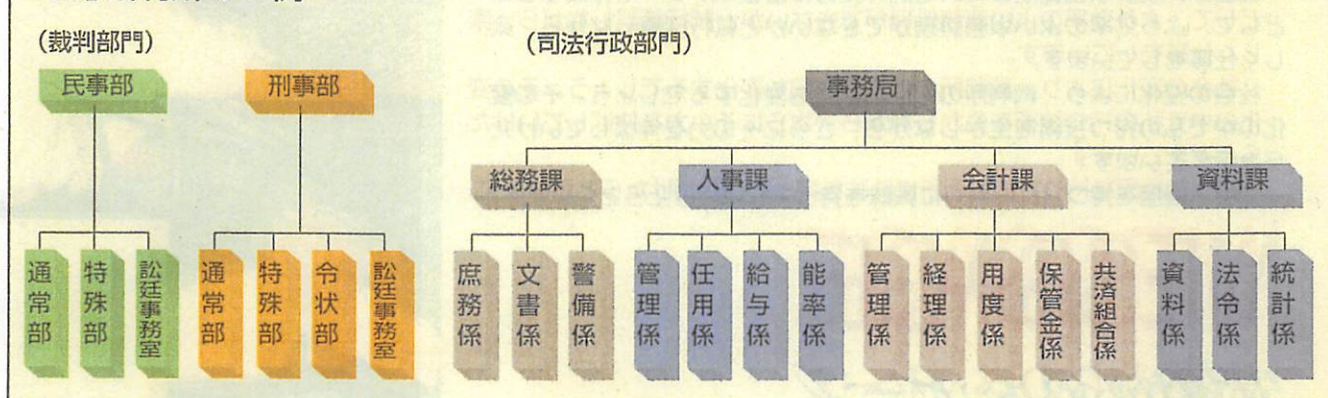 (裁判部門)
(司法行政部門)
民事部
刑事部
事務局
総務課
人事課
会計課
資料課
通常部
特殊部
訟廷事務室
通常部
特殊部
令状部
訟廷事務室
庶務係
文書係
警備係
管理係
任用係
給与係
能率係
管理係
経理係
用度係
保管金係
共済組合係
資料係
法令係
統計係